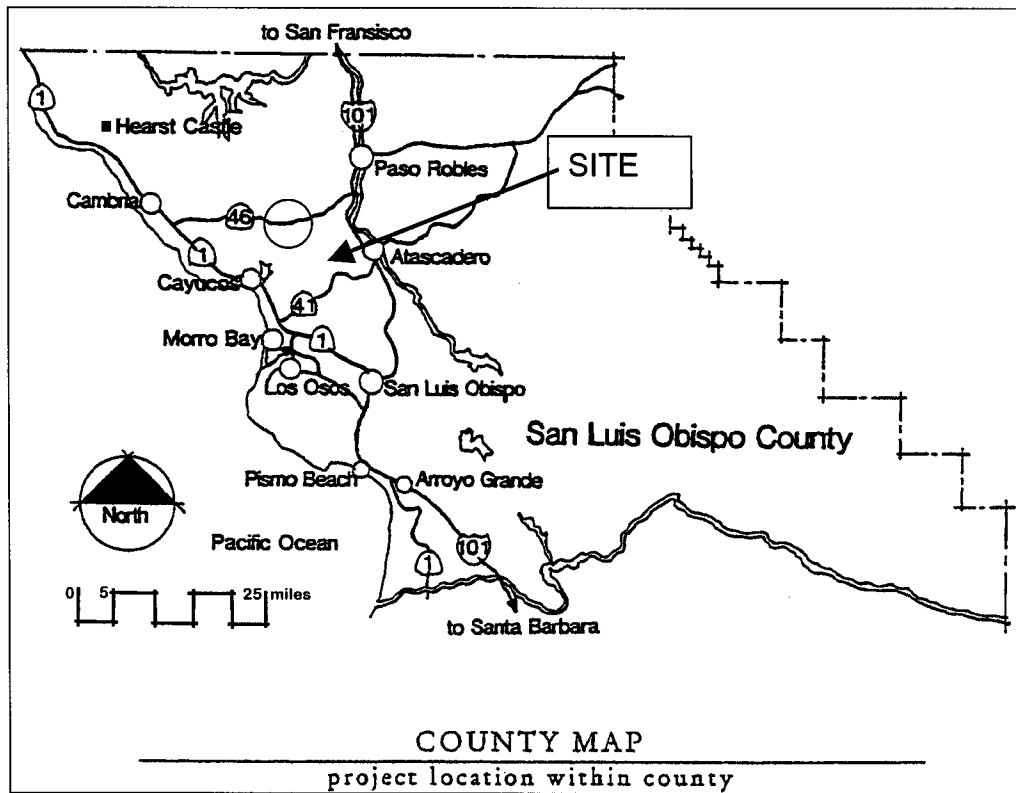 to San Fransisco
1
101
Hearst Castle
Paso Robles
SITE
Cambria
46
1
Atascadero
Cayucos
41
Morro Bay
1
Los Osos
San Luis Obispo
San Luis Obispo County
Pismo Beach
Arroyo Grande
North
Pacific Ocean
101
1
0 5 25 miles
to Santa Barbara
COUNTY MAP
project location within county